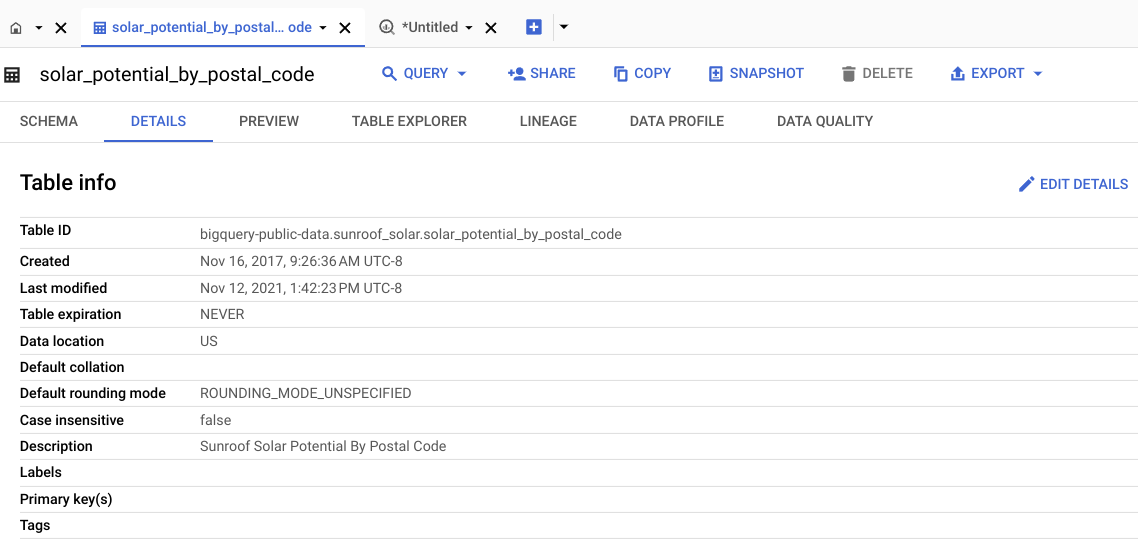 solar_potential_by_postal... ode *Untitled
solar_potential_by_postal_code QUERY SHARE COPY SNAPSHOT DELETE EXPORT
SCHEMA DETAILS PREVIEW TABLE EXPLORER LINEAGE DATA PROFILE DATA QUALITY
Table info EDIT DETAILS
Table ID bigquery-public-data.sunroof_solar.solar_potential_by_postal_code
Created Nov 16, 2017, 9:26:36 AM UTC-8
Last modified Nov 12, 2021, 1:42:23 PM UTC-8
Table expiration NEVER
Data location US
Default collation
Default rounding mode ROUNDING_MODE_UNSPECIFIED
Case insensitive false
Description Sunroof Solar Potential By Postal Code
Labels
Primary key(s)
Tags